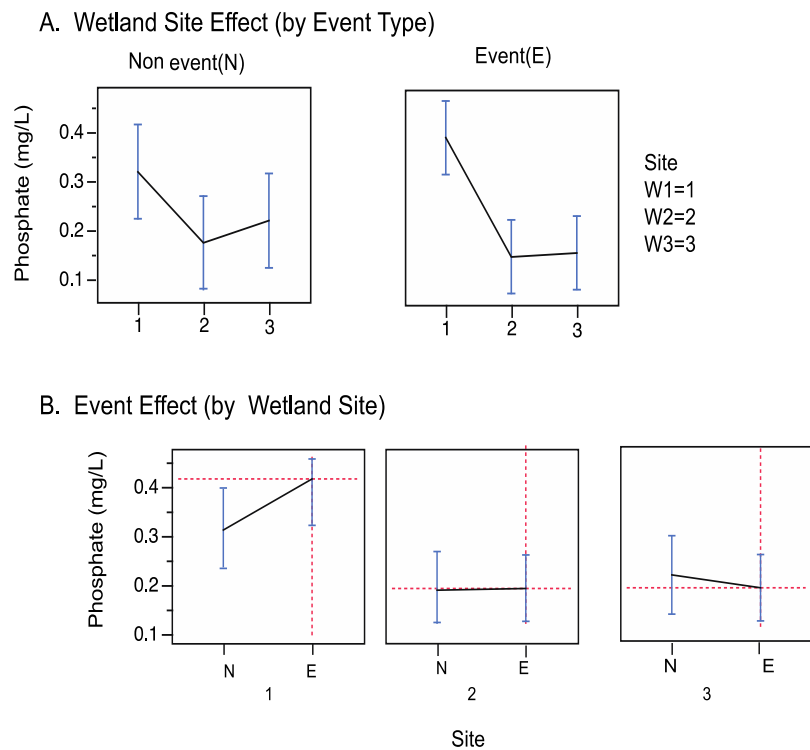 A. Wetland Site Effect (by Event Type)
Non event(N)
Event(E)
Phosphate (mg/L)
0.4
0.3
0.2
0.1
1 2 3
1 2 3
Site
W1=1
W2=2
W3=3
B. Event Effect (by Wetland Site)
Phosphate (mg/L)
0.4
0.3
0.2
0.1
N E
N E
N E
1
2
3
Site